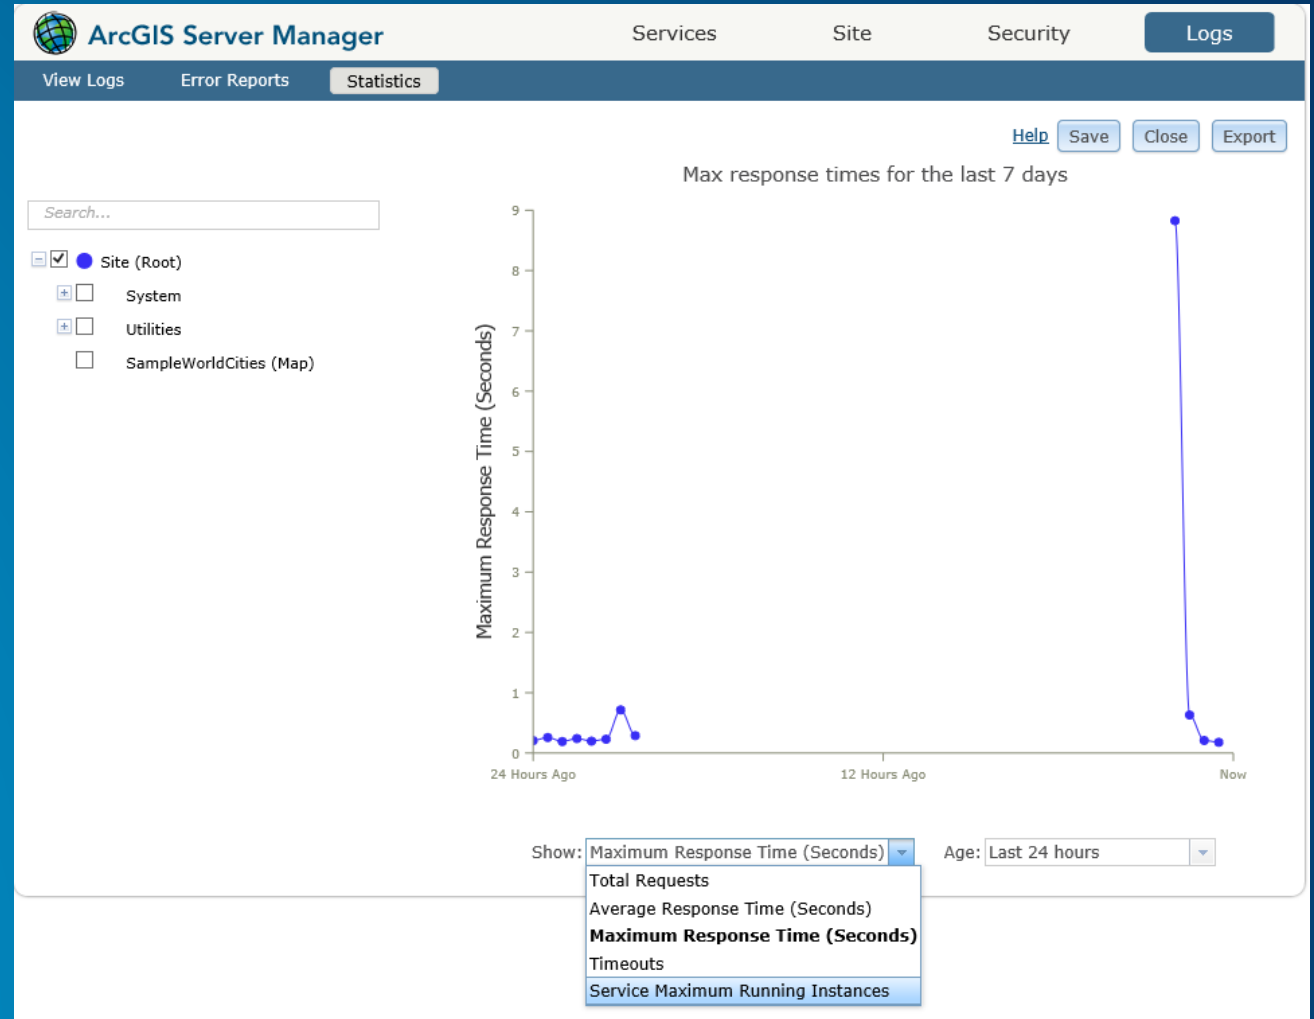 ArcGIS Server Manager Services Site Security Logs
View Logs Error Reports Statistics
Help Save Close Export
Max response times for the last 7 days
Search...
Site (Root)
System
Utilities
SampleWorldCities (Map)
Maximum Response Time (Seconds)
9
8
7
6
5
4
3
2
1
0
24 Hours Ago 12 Hours Ago Now
Show: Maximum Response Time (Seconds) Age: Last 24 hours
Total Requests
Average Response Time (Seconds)
Maximum Response Time (Seconds)
Timeouts
Service Maximum Running Instances